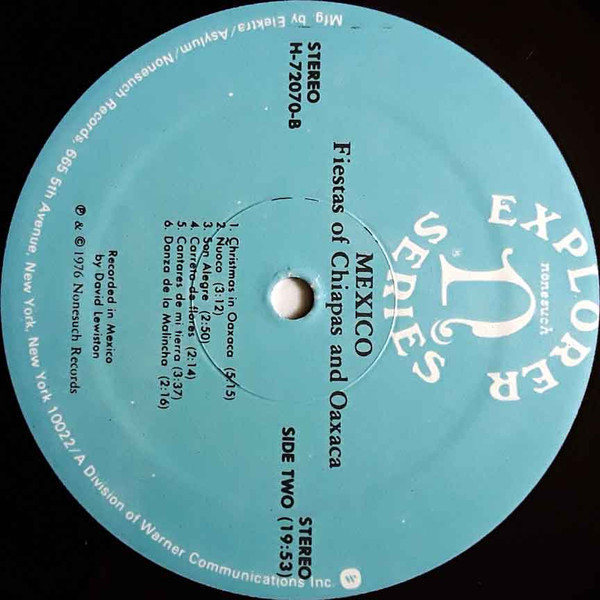 EXPLORER
nonesuch
SERIES
MEXICO
Fiestas of Chiapas and Oaxaca
STEREO
H-72070-B
STEREO
SIDE TWO (19:53)
1. Christmas in Oaxaca (5:15)
2. Nuoco (3:12)
3. Son Alegre (2:50)
4. Carreta de flores (2:14)
5. Cantares de mi tierra (3:37)
6. Danza de la Malincha (2:16)
Recorded in Mexico
by David Lewiston
℗ & © 1976 Nonesuch Records
Mfg. by Elektra/Asylum/Nonesuch Records, 665 5th Avenue, New York, New York 10022/A Division of Warner Communications Inc.